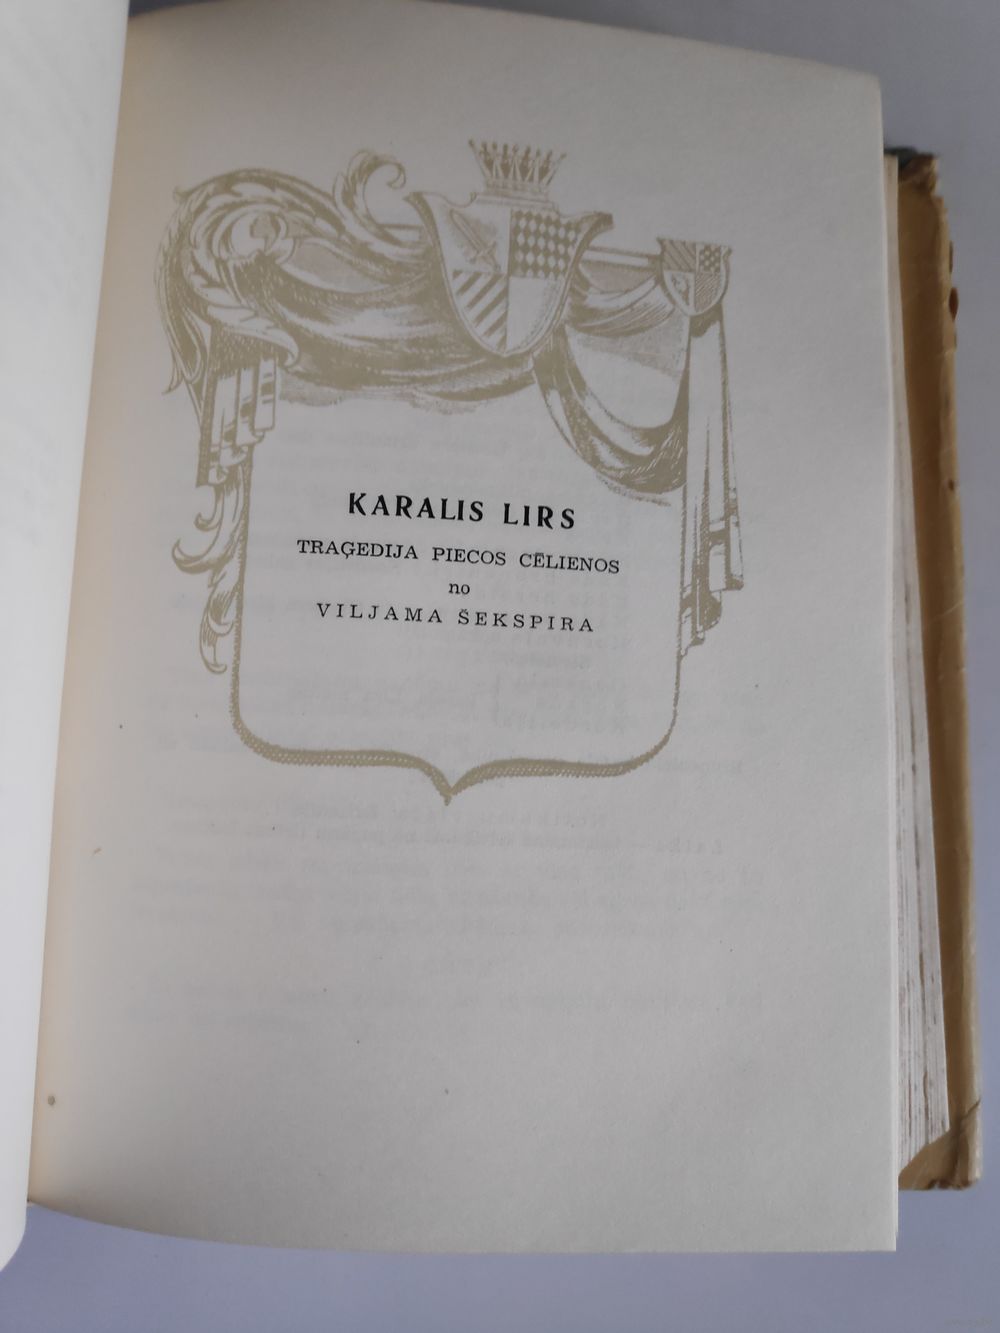 KARALIS LIRS
TRAĢEDIJA PIECOS CĒLIENOS
no
VILJAMA ŠEKSPIRA